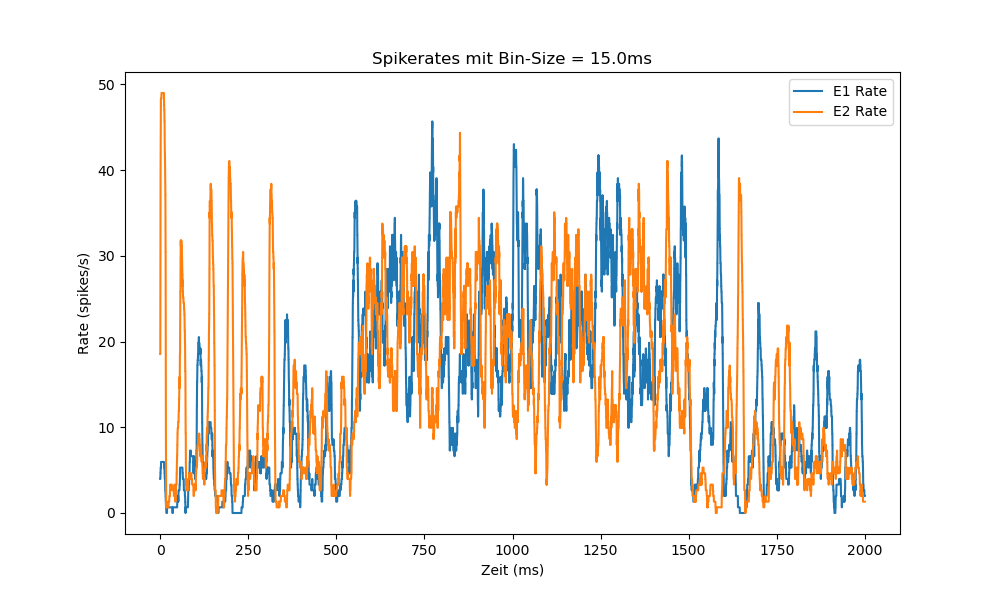 Spikerates mit Bin-Size = 15.0ms
E1 Rate
E2 Rate
Rate (spikes/s)
50
40
30
20
10
0
0 250 500 750 1000 1250 1500 1750 2000
Zeit (ms)